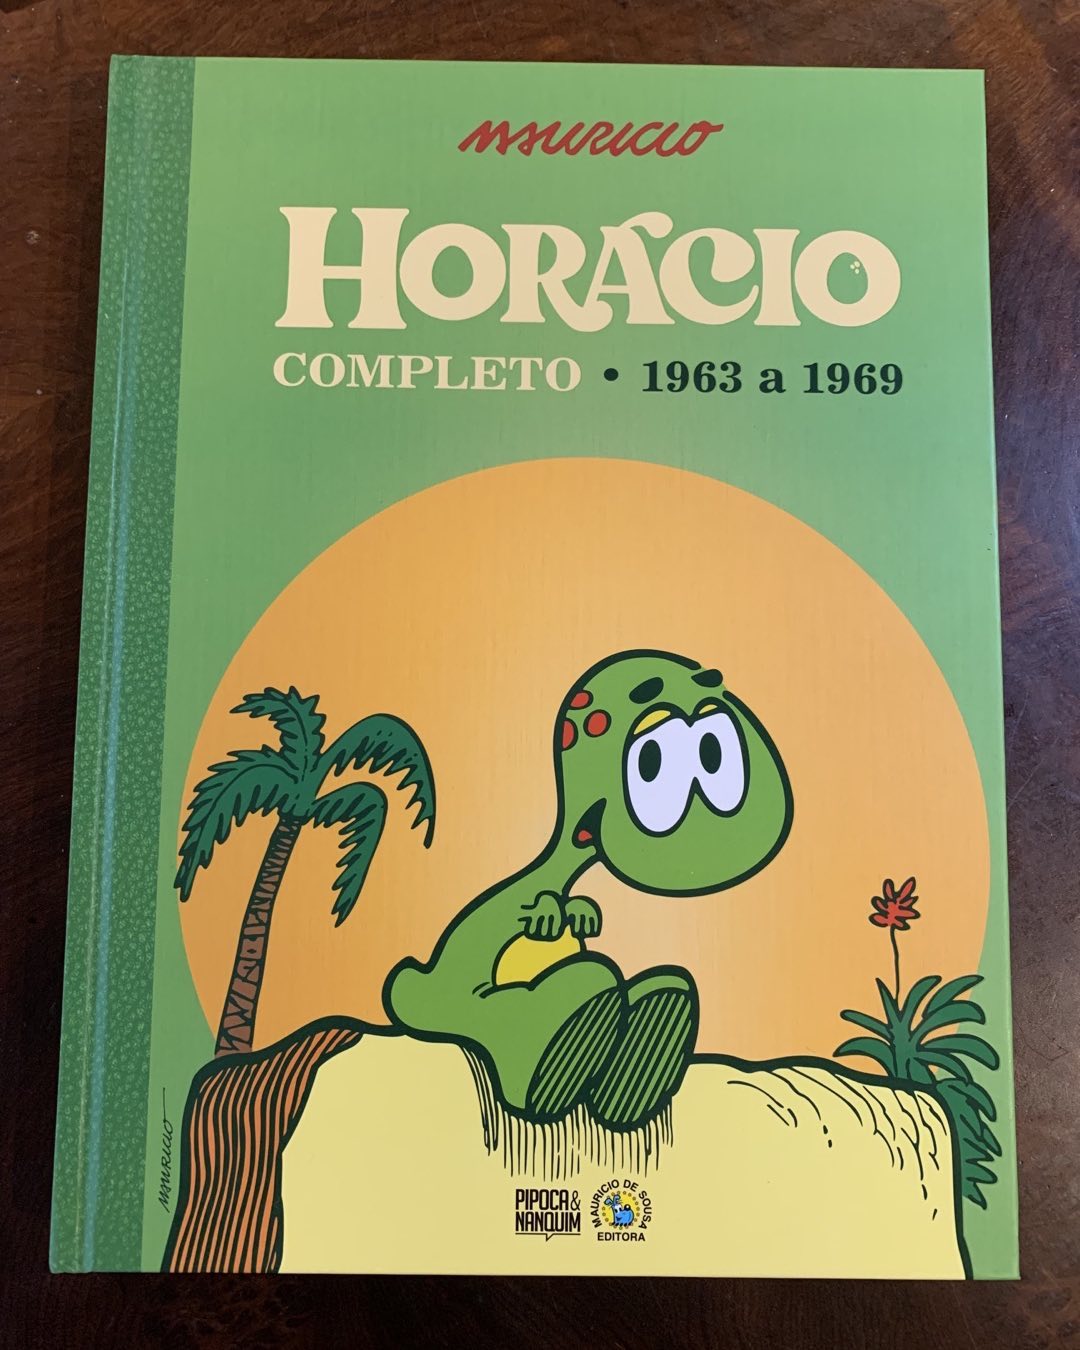 MAURICIO
HORÁCIO
COMPLETO • 1963 a 1969
MAURICIO
PIPOCA &
NANQUIM
MAURICIO DE SOUSA
EDITORA